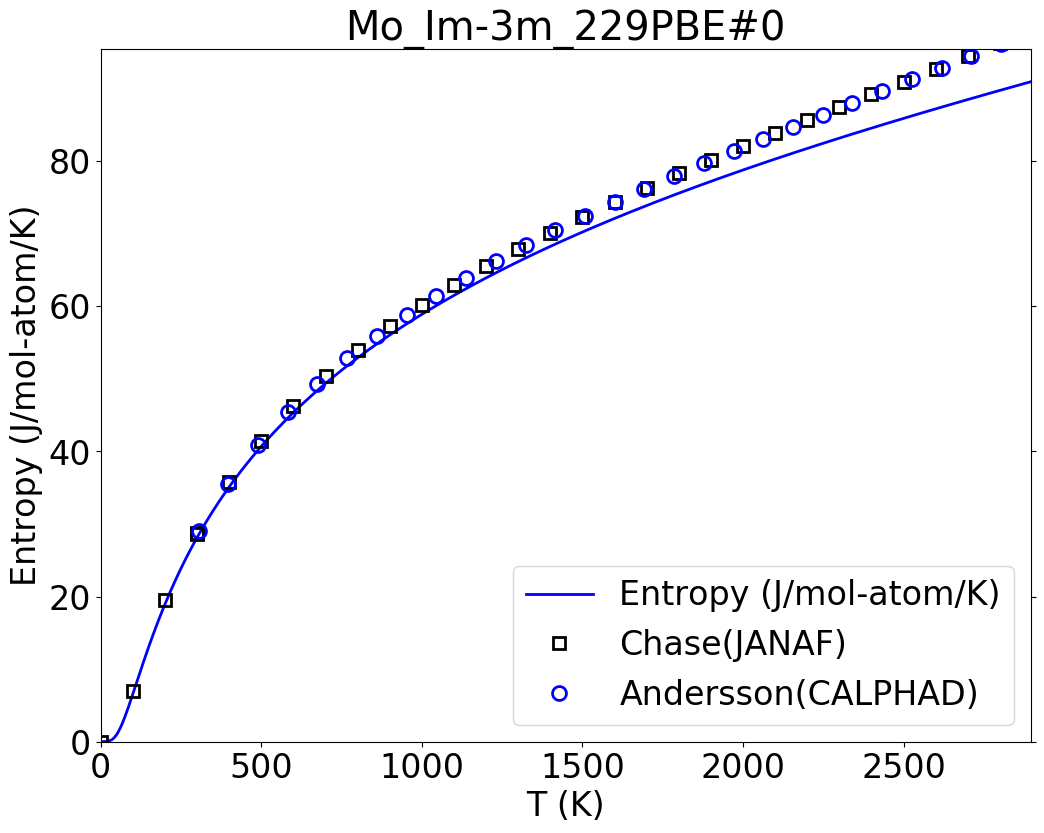 Mo_Im-3m_229PBE#0
Entropy (J/mol-atom/K)
80
60
40
20
0
Entropy (J/mol-atom/K)
Chase(JANAF)
Andersson(CALPHAD)
0 500 1000 1500 2000 2500
T (K)